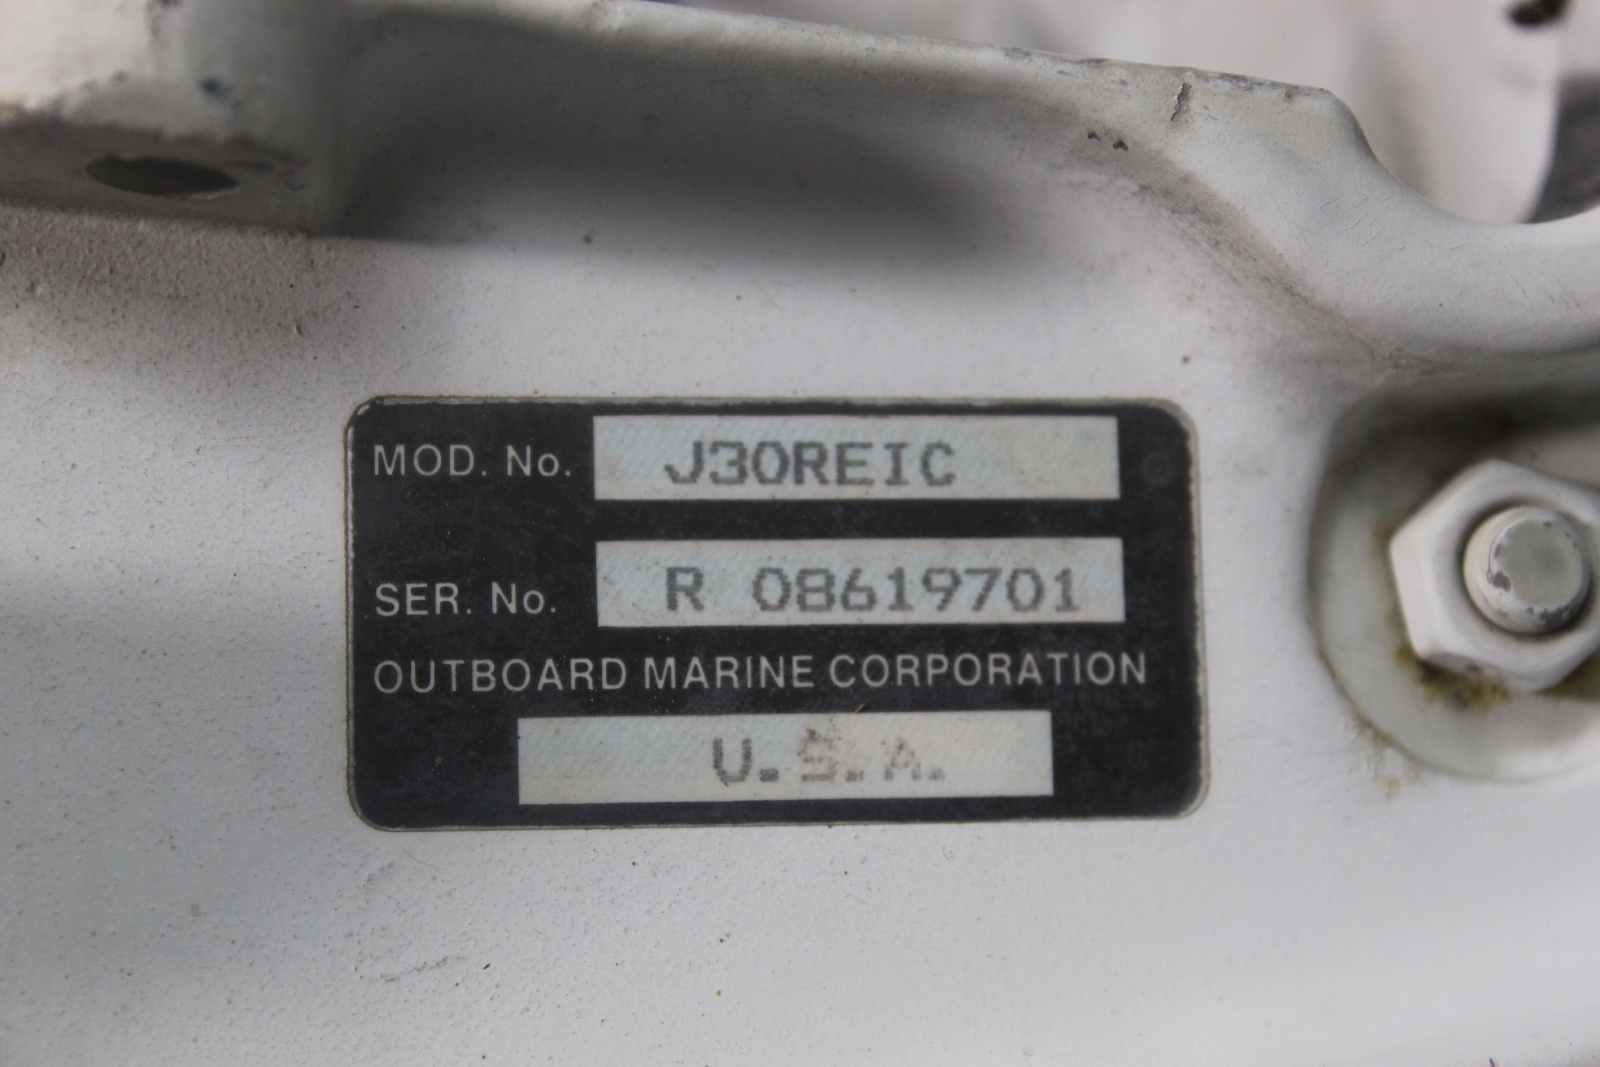 MOD. No. J30REIC
SER. No. R 08619701
OUTBOARD MARINE CORPORATION
U.S.A.